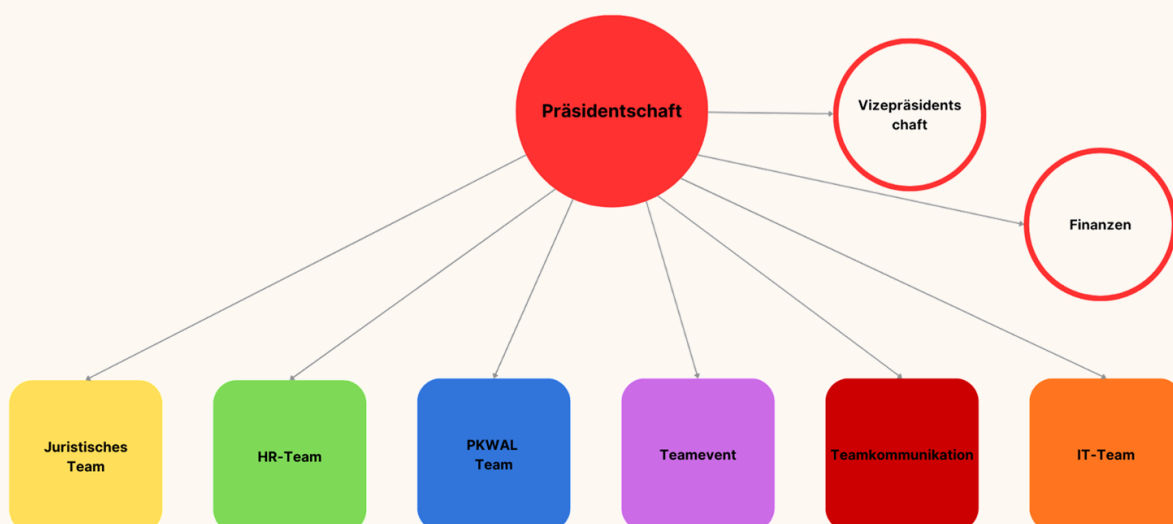 Präsidentschaft
Vizepräsidents
chaft
Finanzen
Juristisches
Team
HR-Team
PKWAL
Team
Teamevent
Teamkommunikation
IT-Team